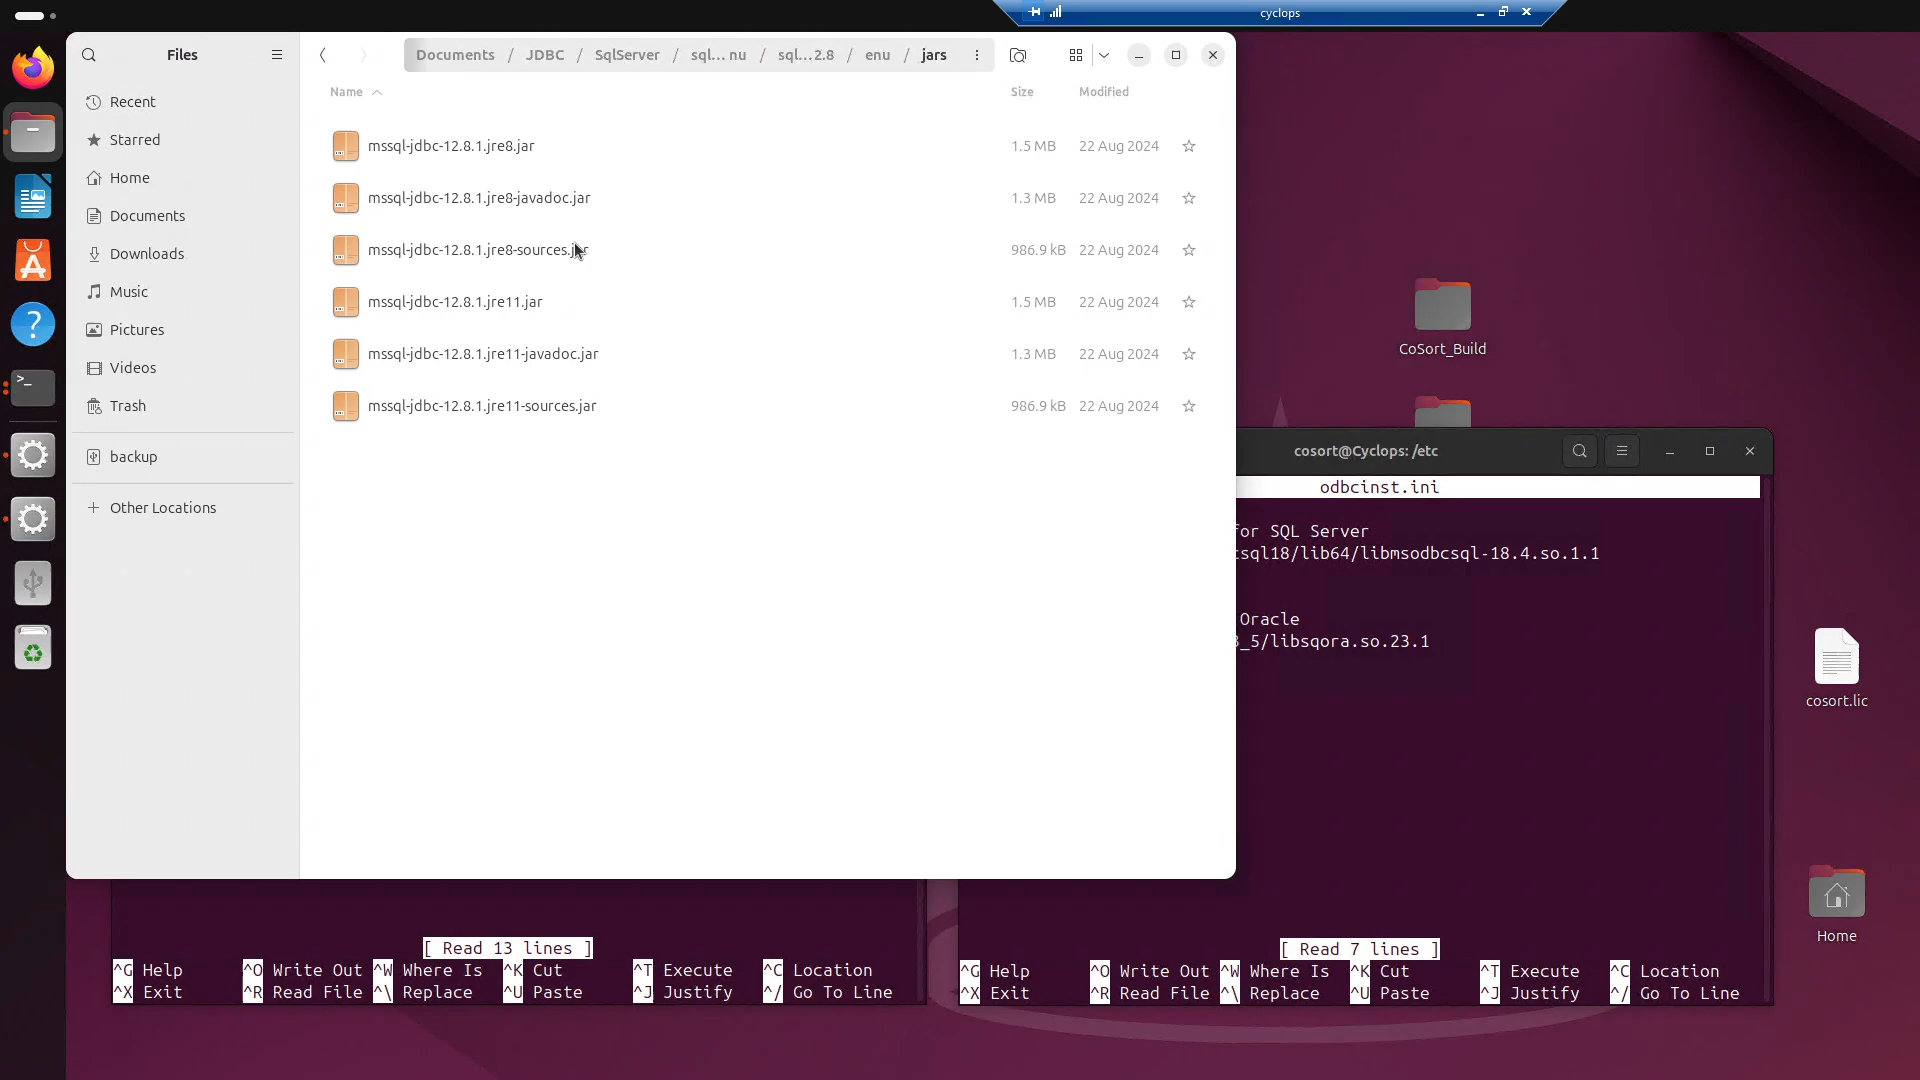 cyclops
Files
Documents / JDBC / SqlServer / sql… nu / sql…2.8 / enu / jars
Recent
Starred
Home
Documents
Downloads
Music
Pictures
Videos
Trash
backup
Other Locations
Name Size Modified
mssql-jdbc-12.8.1.jre8.jar 1.5 MB 22 Aug 2024
mssql-jdbc-12.8.1.jre8-javadoc.jar 1.3 MB 22 Aug 2024
mssql-jdbc-12.8.1.jre8-sources.jar 986.9 kB 22 Aug 2024
mssql-jdbc-12.8.1.jre11.jar 1.5 MB 22 Aug 2024
mssql-jdbc-12.8.1.jre11-javadoc.jar 1.3 MB 22 Aug 2024
mssql-jdbc-12.8.1.jre11-sources.jar 986.9 kB 22 Aug 2024
CoSort_Build
cosort@Cyclops: /etc
odbcinst.ini
for SQL Server
sql18/lib64/libmsodbcsql-18.4.so.1.1
Oracle
_5/libsqora.so.23.1
cosort.lic
Home
[ Read 13 lines ]
^G Help ^O Write Out ^W Where Is ^K Cut ^T Execute ^C Location
^X Exit ^R Read File ^\ Replace ^U Paste ^J Justify ^/ Go To Line
[ Read 7 lines ]
^G Help ^O Write Out ^W Where Is ^K Cut ^T Execute ^C Location
^X Exit ^R Read File ^\ Replace ^U Paste ^J Justify ^/ Go To Line